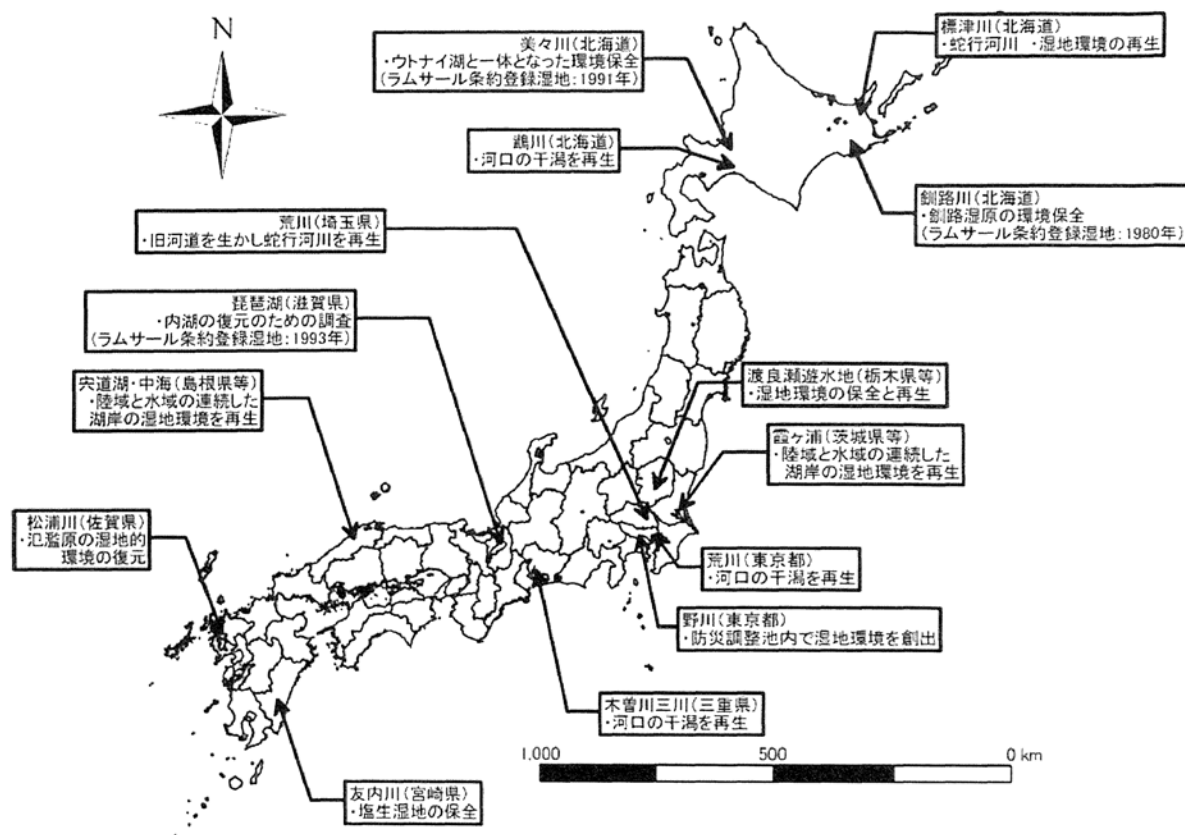 N
標津川(北海道)
・蛇行河川 ・湿地環境の再生
美々川(北海道)
・ウトナイ湖と一体となった環境保全
(ラムサール条約登録湿地:1991年)
鵡川(北海道)
・河口の干潟を再生
釧路川(北海道)
・釧路湿原の環境保全
(ラムサール条約登録湿地:1980年)
荒川(埼玉県)
・旧河道を生かし蛇行河川を再生
琵琶湖(滋賀県)
・内湖の復元のための調査
(ラムサール条約登録湿地:1993年)
宍道湖・中海(島根県等)
・陸域と水域の連続した
湖岸の湿地環境を再生
渡良瀬遊水地(栃木県等)
・湿地環境の保全と再生
霞ヶ浦(茨城県等)
・陸域と水域の連続した
湖岸の湿地環境を再生
松浦川(佐賀県)
・氾濫原の湿地的
環境の復元
荒川(東京都)
・河口の干潟を再生
野川(東京都)
・防災調整池内で湿地環境を創出
木曽川三川(三重県)
・河口の干潟を再生
1,000 500 0 km
友内川(宮崎県)
・塩生湿地の保全